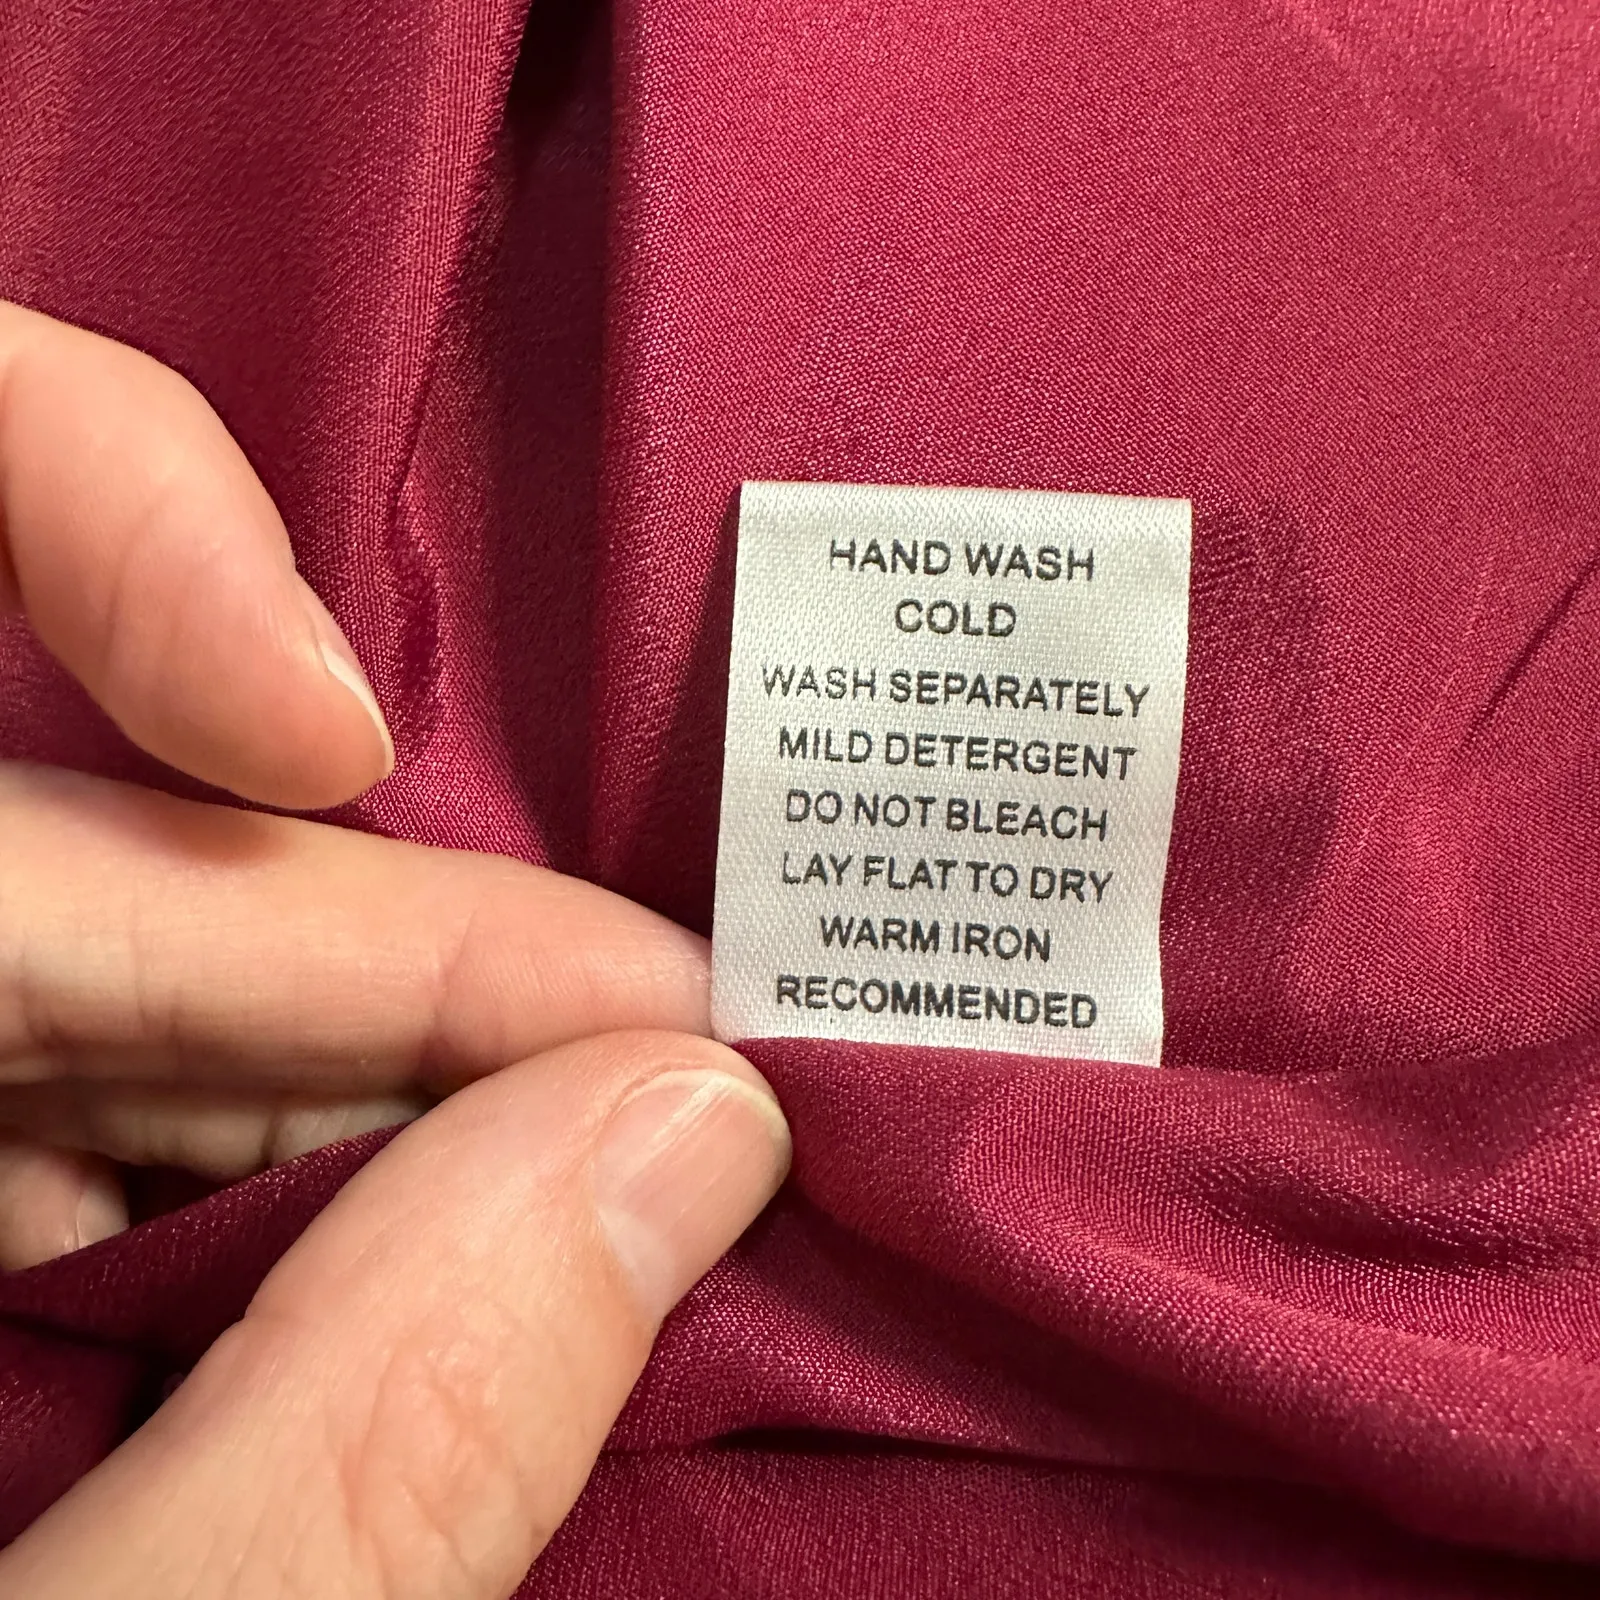 HAND WASH
COLD
WASH SEPARATELY
MILD DETERGENT
DO NOT BLEACH
LAY FLAT TO DRY
WARM IRON
RECOMMENDED